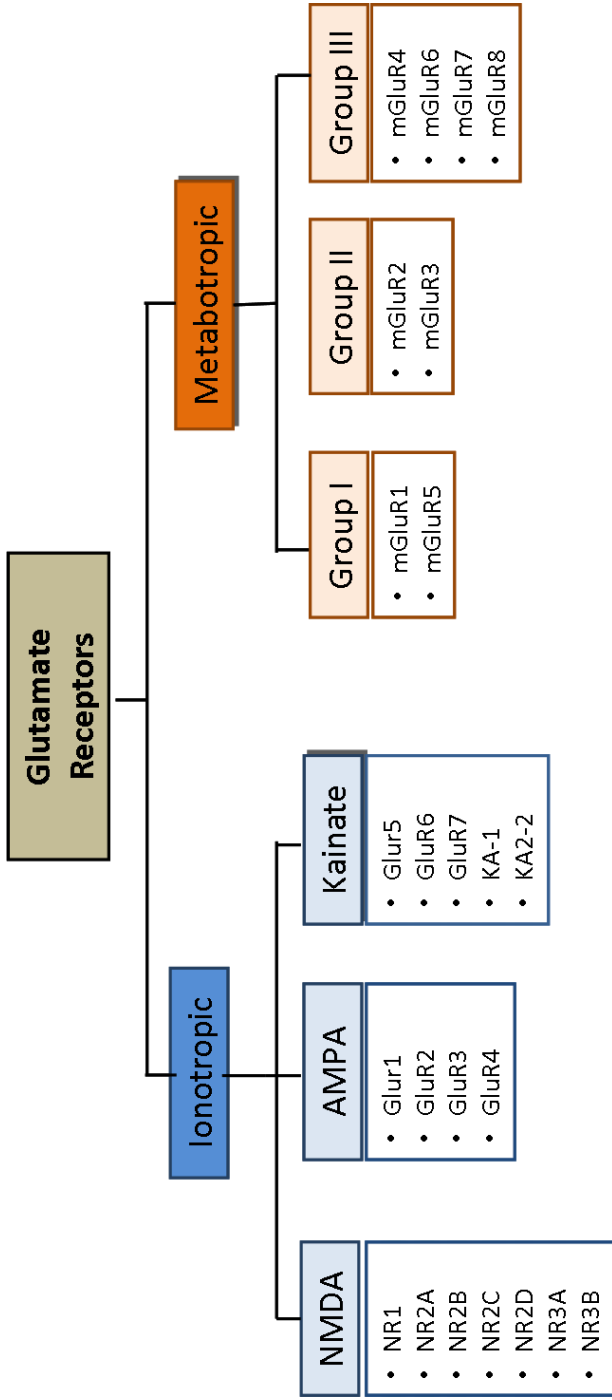 Glutamate
Receptors
Ionotropic
Metabotropic
NMDA
• NR1
• NR2A
• NR2B
• NR2C
• NR2D
• NR3A
• NR3B
AMPA
• Glur1
• GluR2
• GluR3
• GluR4
Kainate
• Glur5
• GluR6
• GluR7
• KA-1
• KA2-2
Group I
• mGluR1
• mGluR5
Group II
• mGluR2
• mGluR3
Group III
• mGluR4
• mGluR6
• mGluR7
• mGluR8